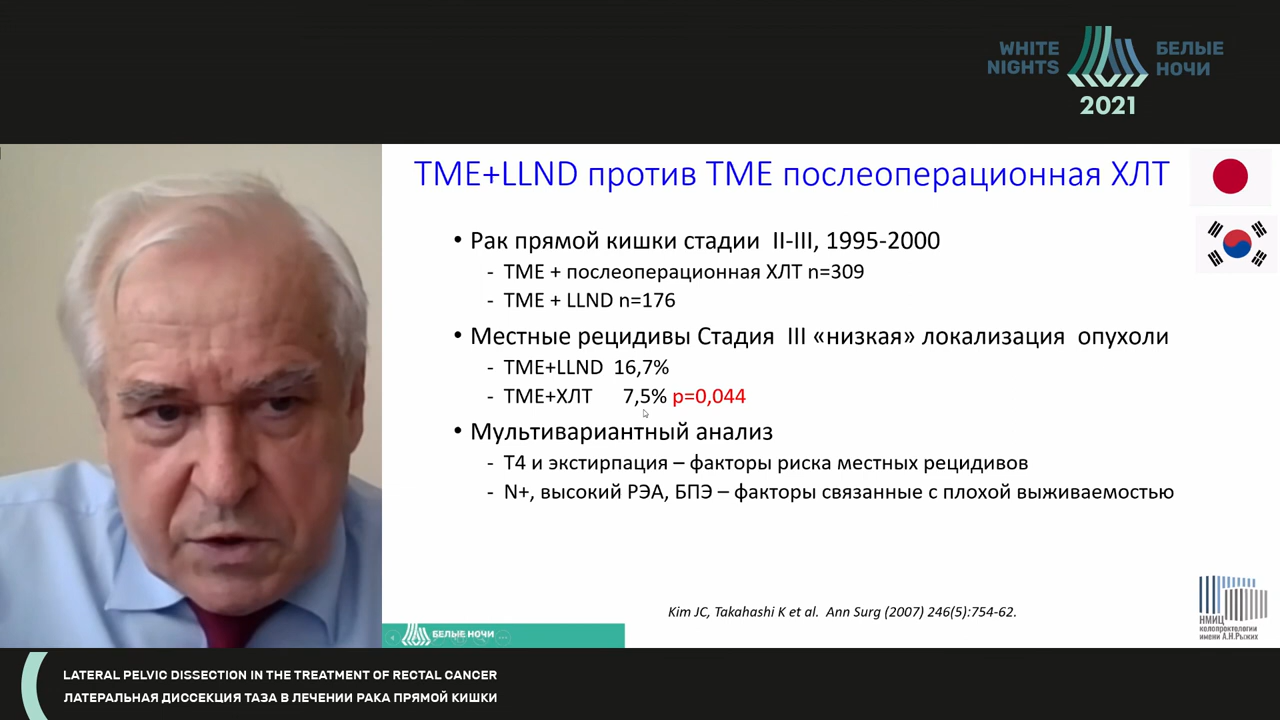 WHITE NIGHTS
БЕЛЫЕ НОЧИ
2021
TME+LLND против TME послеоперационная ХЛТ
• Рак прямой кишки стадии II-III, 1995-2000
- TME + послеоперационная ХЛТ n=309
- TME + LLND n=176
• Местные рецидивы Стадия III «низкая» локализация опухоли
- TME+LLND 16,7%
- TME+ХЛТ 7,5% p=0,044
• Мультивариантный анализ
- T4 и экстирпация – факторы риска местных рецидивов
- N+, высокий РЭА, БПЭ – факторы связанные с плохой выживаемостью
Kim JC, Takahashi K et al. Ann Surg (2007) 246(5):754-62.
НМИЦ
колопроктологии
имени А.Н.Рыжих
БЕЛЫЕ НОЧИ
LATERAL PELVIC DISSECTION IN THE TREATMENT OF RECTAL CANCER
ЛАТЕРАЛЬНАЯ ДИССЕКЦИЯ ТАЗА В ЛЕЧЕНИИ РАКА ПРЯМОЙ КИШКИ